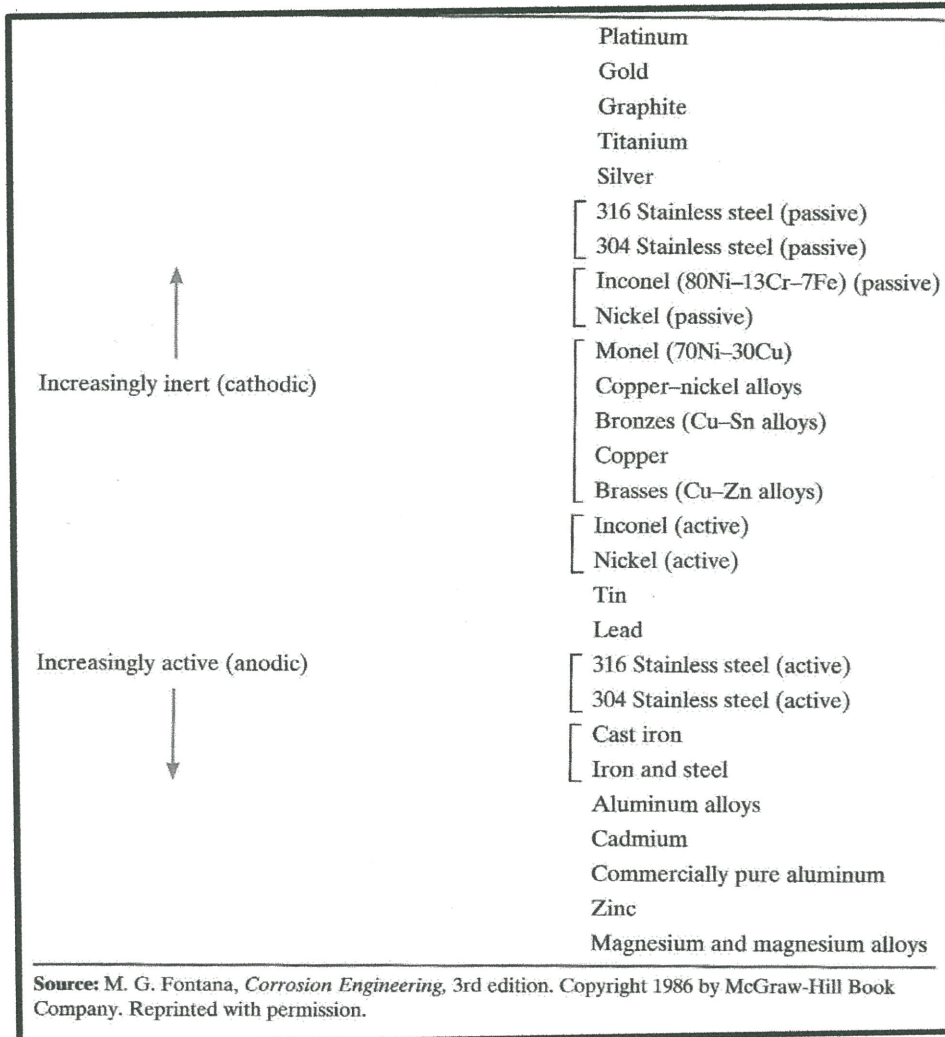 Platinum
Gold
Graphite
Titanium
Silver
316 Stainless steel (passive)
304 Stainless steel (passive)
Inconel (80Ni–13Cr–7Fe) (passive)
Nickel (passive)
Monel (70Ni–30Cu)
Increasingly inert (cathodic)
Copper–nickel alloys
Bronzes (Cu–Sn alloys)
Copper
Brasses (Cu–Zn alloys)
Inconel (active)
Nickel (active)
Tin
Lead
Increasingly active (anodic)
316 Stainless steel (active)
304 Stainless steel (active)
Cast iron
Iron and steel
Aluminum alloys
Cadmium
Commercially pure aluminum
Zinc
Magnesium and magnesium alloys
Source: M. G. Fontana, Corrosion Engineering, 3rd edition. Copyright 1986 by McGraw-Hill Book
Company. Reprinted with permission.